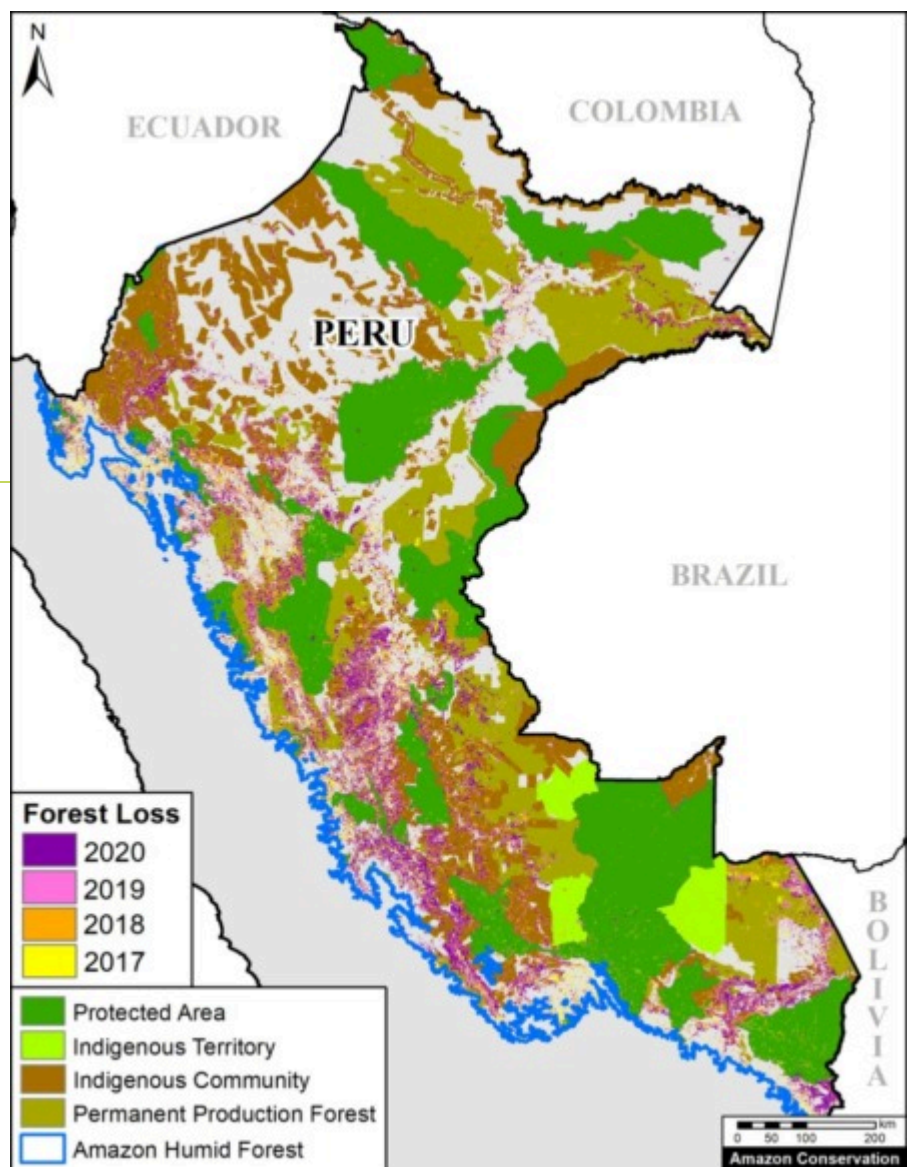 N
ECUADOR
COLOMBIA
PERU
BRAZIL
BOLIVIA
Forest Loss
2020
2019
2018
2017
Protected Area
Indigenous Territory
Indigenous Community
Permanent Production Forest
Amazon Humid Forest
km
0 50 100 200
Amazon Conservation